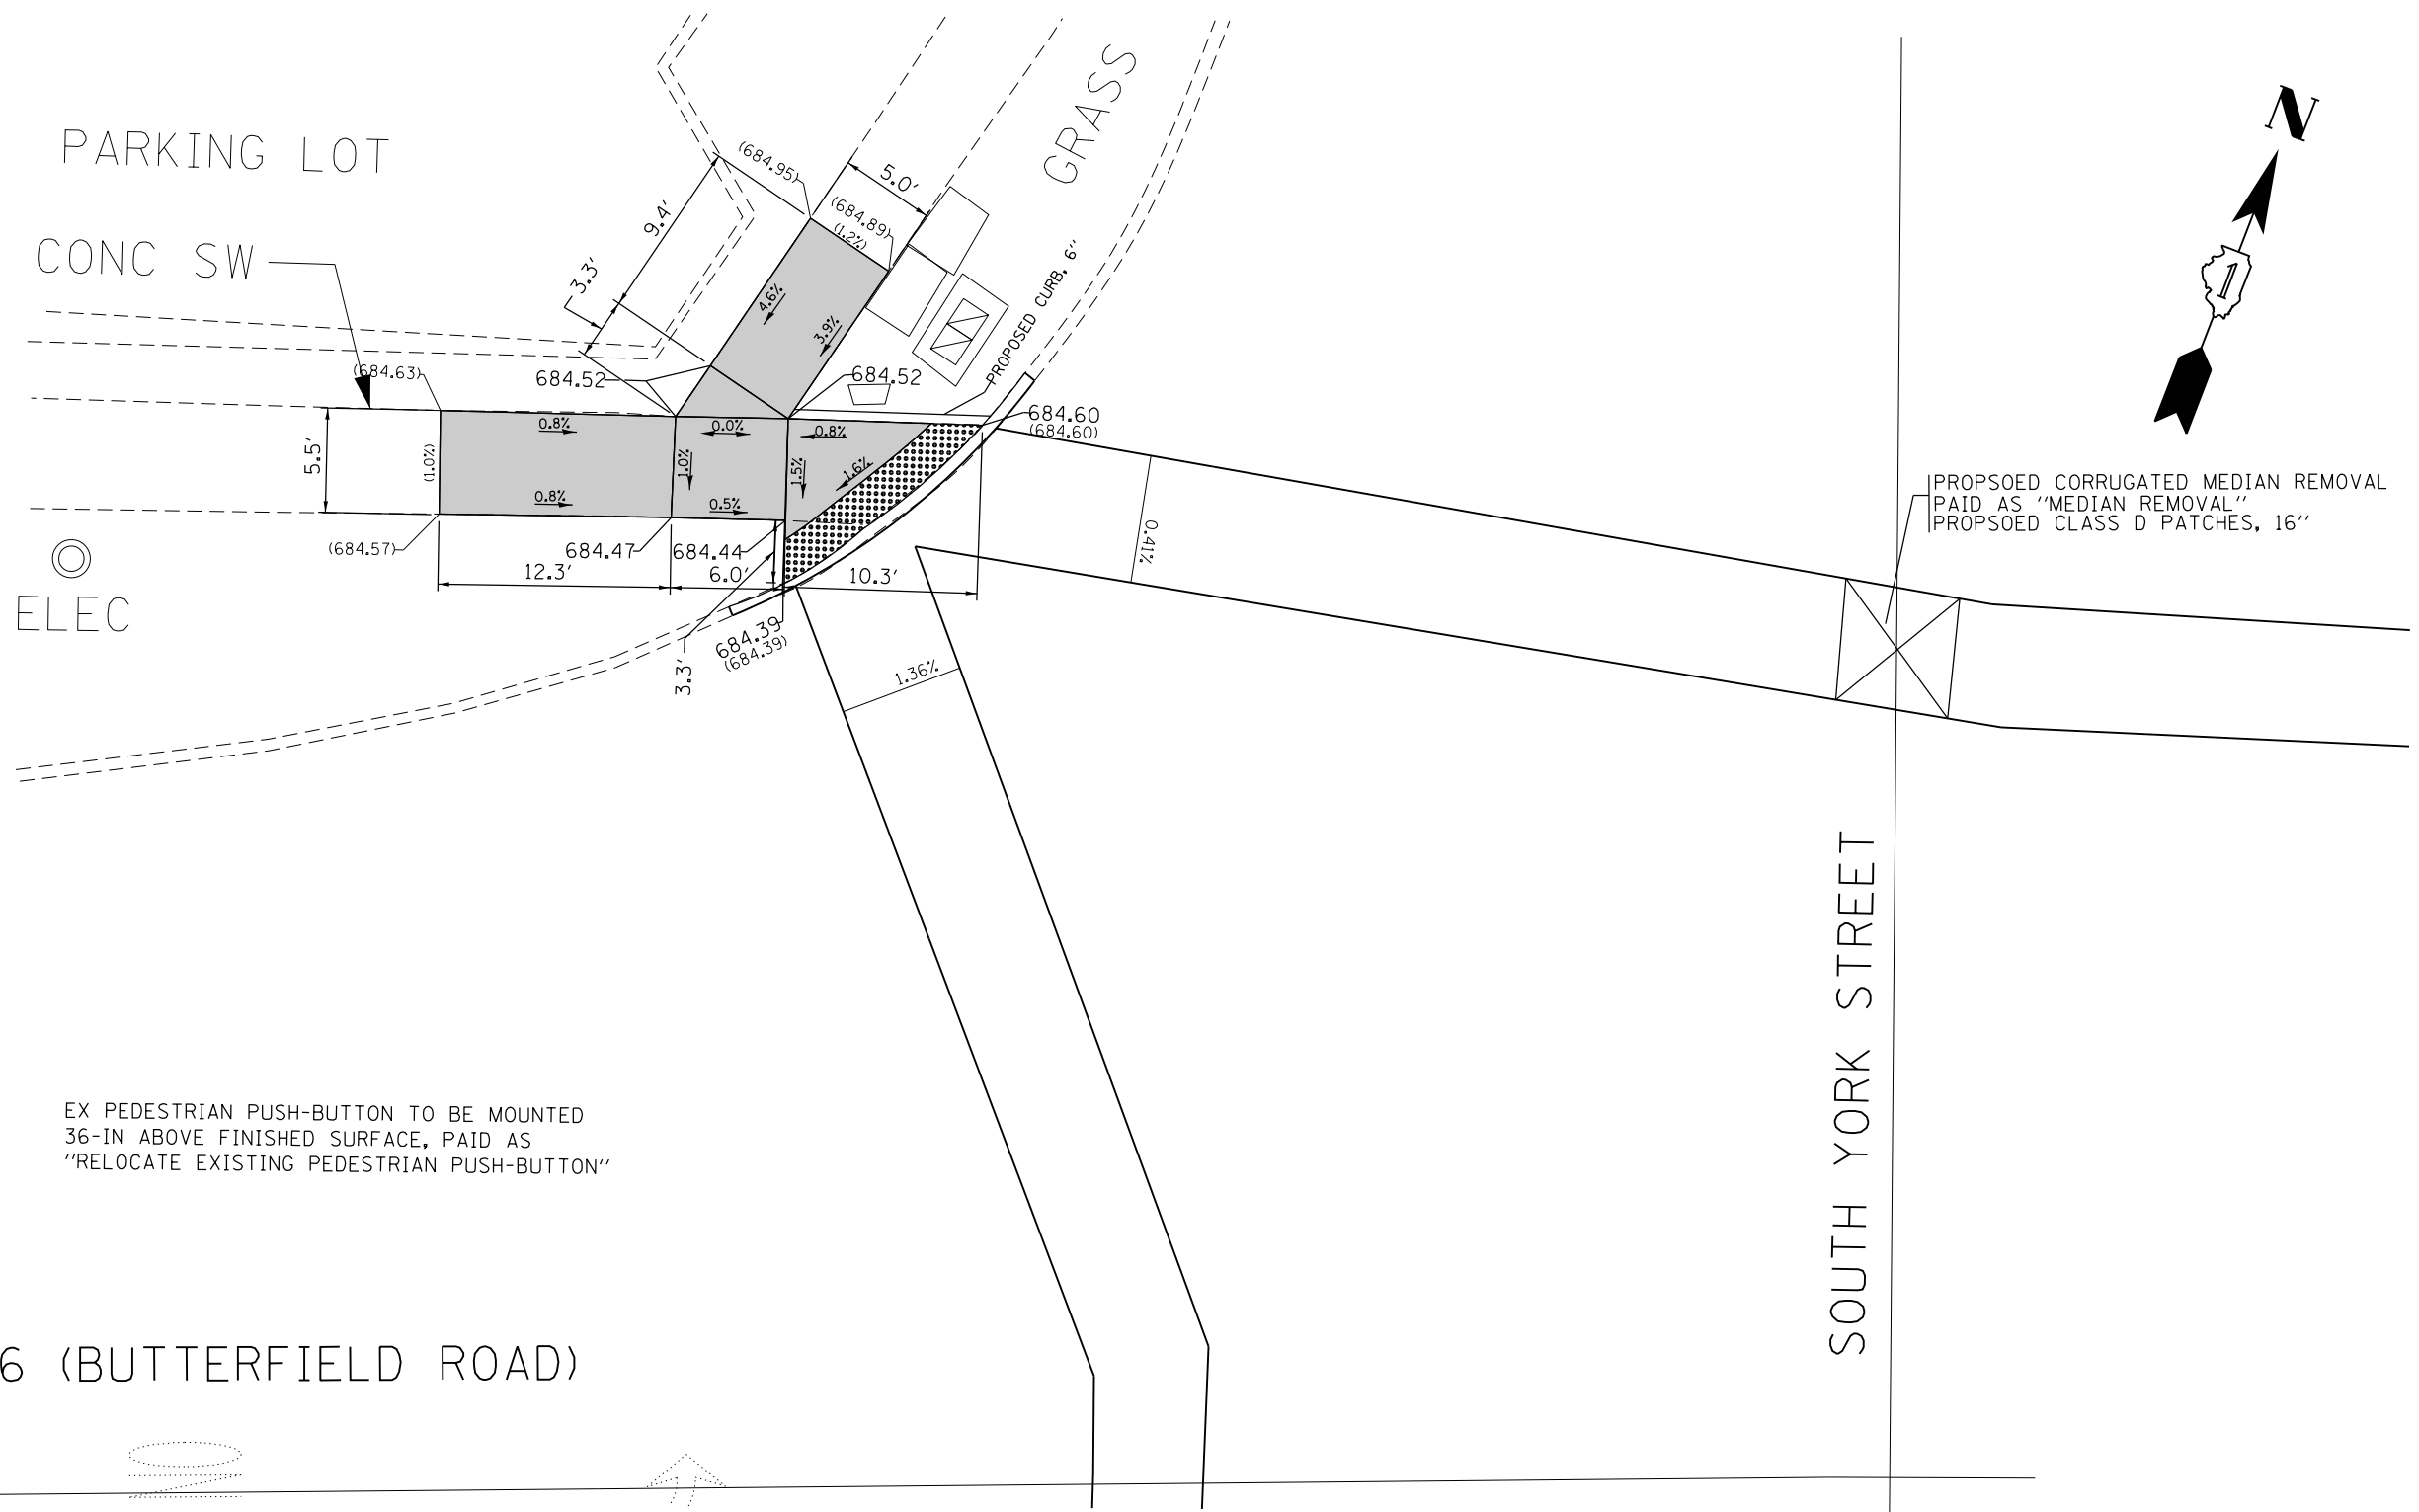 PARKING LOT
CONC SW
GRASS
N
1
(684.95)
5.0'
(684.89)
(1.2%)
9.4'
3.3'
4.6%
3.9%
PROPOSED CURB, 6"
684.52
684.52
(684.63)
684.60
(684.60)
5.5'
(1.0%)
0.8%
0.0%
0.8%
1.0%
1.5%
1.6%
0.8%
0.5%
(684.57)
684.47
684.44
12.3'
6.0'
10.3'
684.39
(684.39)
3.3'
0.41%
1.36%
ELEC
PROPSOED CORRUGATED MEDIAN REMOVAL
PAID AS "MEDIAN REMOVAL"
PROPSOED CLASS D PATCHES, 16"
SOUTH YORK STREET
EX PEDESTRIAN PUSH-BUTTON TO BE MOUNTED
36-IN ABOVE FINISHED SURFACE, PAID AS
"RELOCATE EXISTING PEDESTRIAN PUSH-BUTTON"
6 (BUTTERFIELD ROAD)